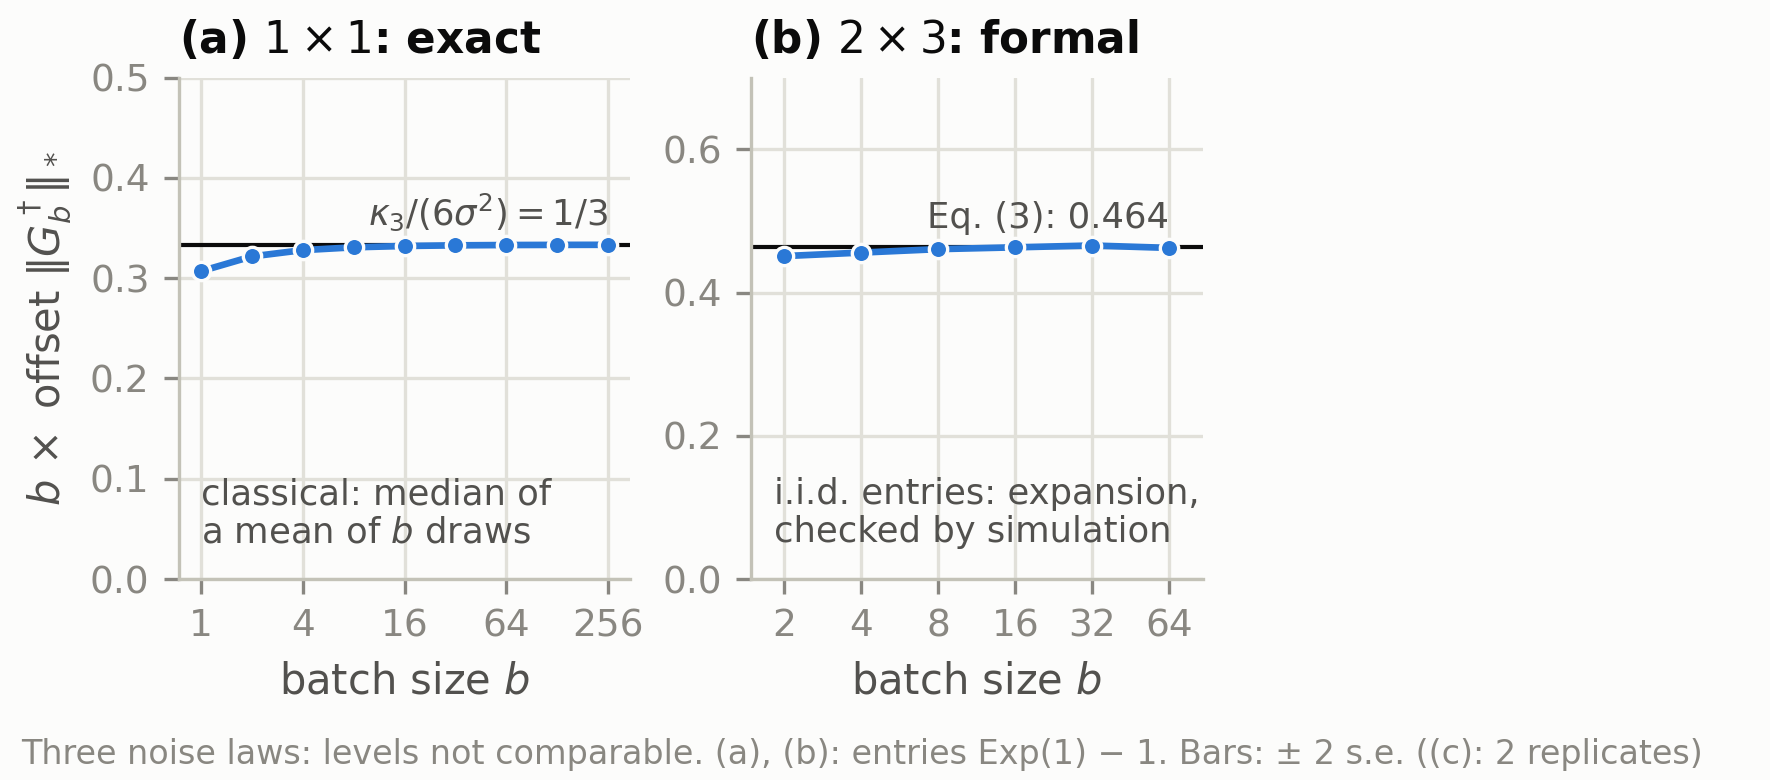 (a) 1 × 1: exact
(b) 2 × 3: formal
b × offset ‖G_b^†‖_*
0.5
0.4
0.3
0.2
0.1
0.0
κ₃/(6σ²) = 1/3
classical: median of
a mean of b draws
1 4 16 64 256
batch size b
0.6
0.4
0.2
0.0
Eq. (3): 0.464
i.i.d. entries: expansion,
checked by simulation
2 4 8 16 32 64
batch size b
Three noise laws: levels not comparable. (a), (b): entries Exp(1) − 1. Bars: ± 2 s.e. ((c): 2 replicates)